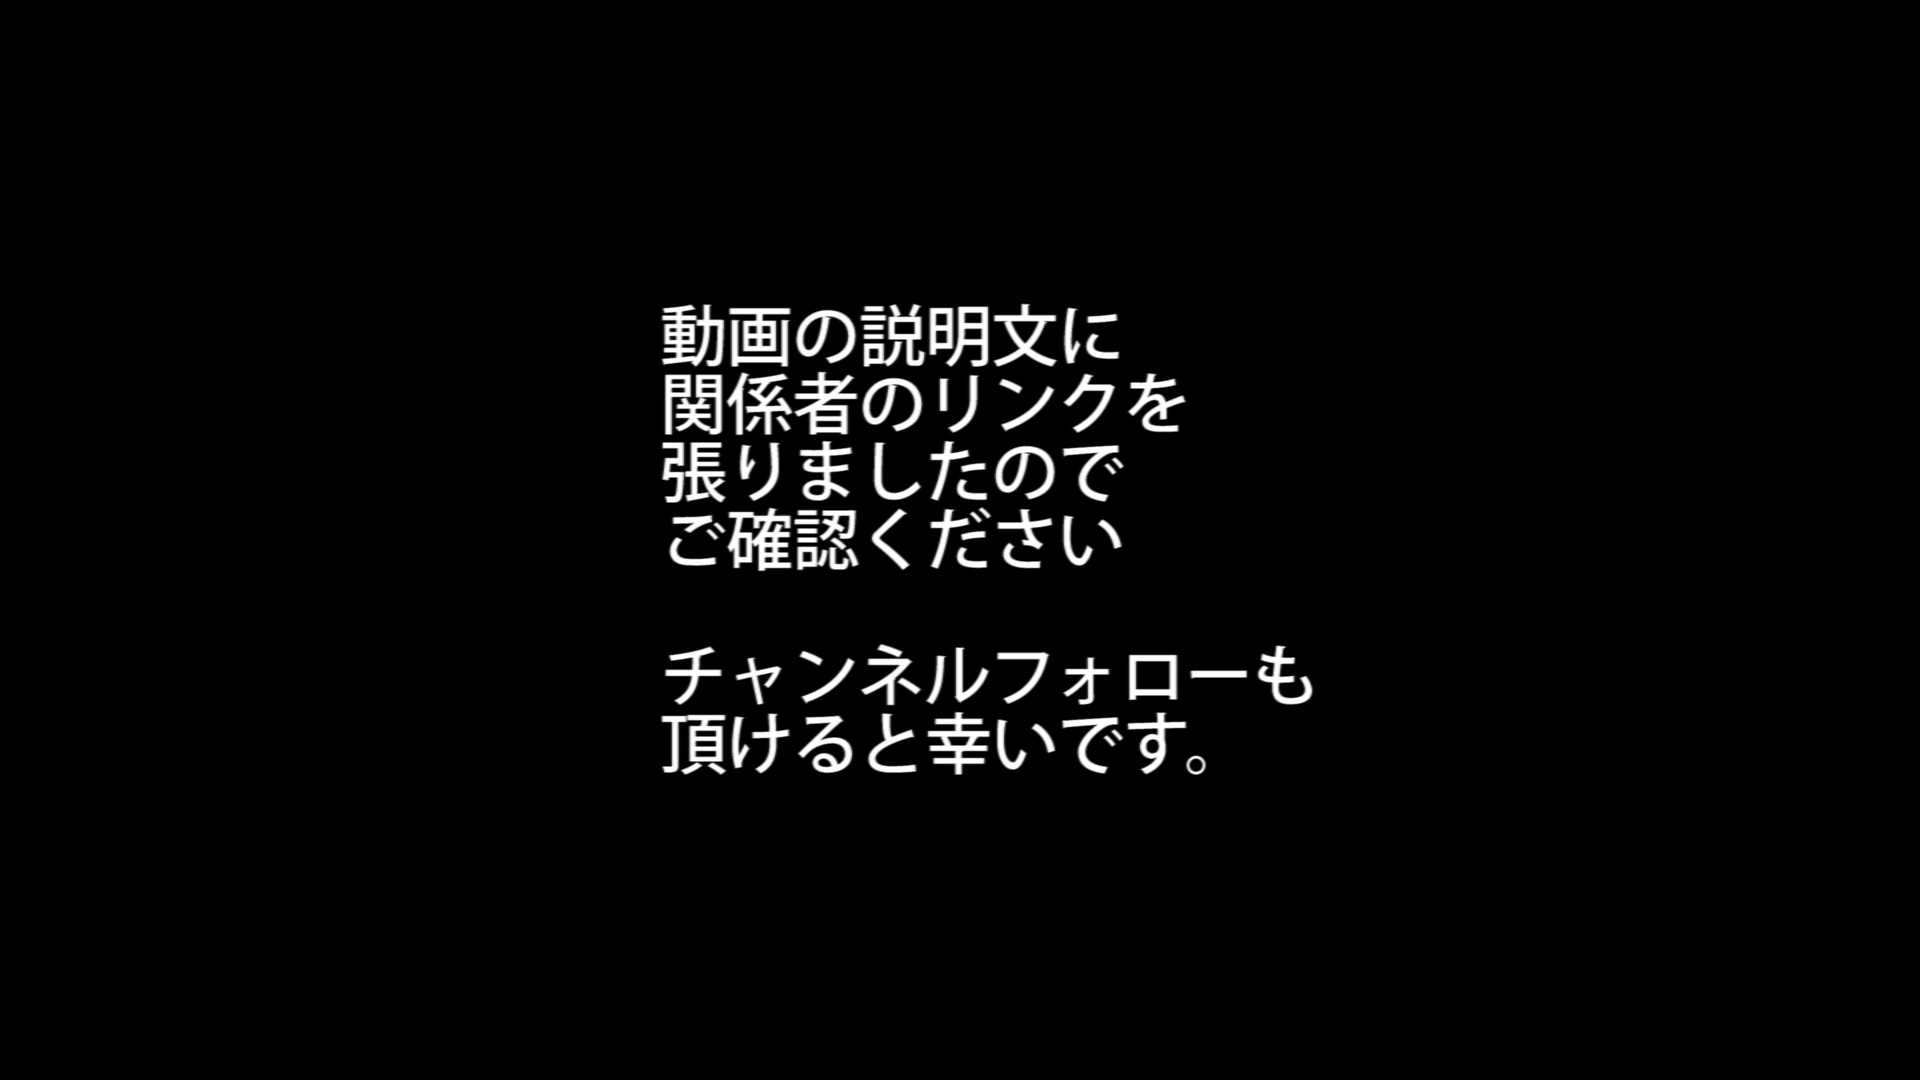 動画の説明文に
関係者のリンクを
張りましたので
ご確認ください
チャンネルフォローも
頂けると幸いです。